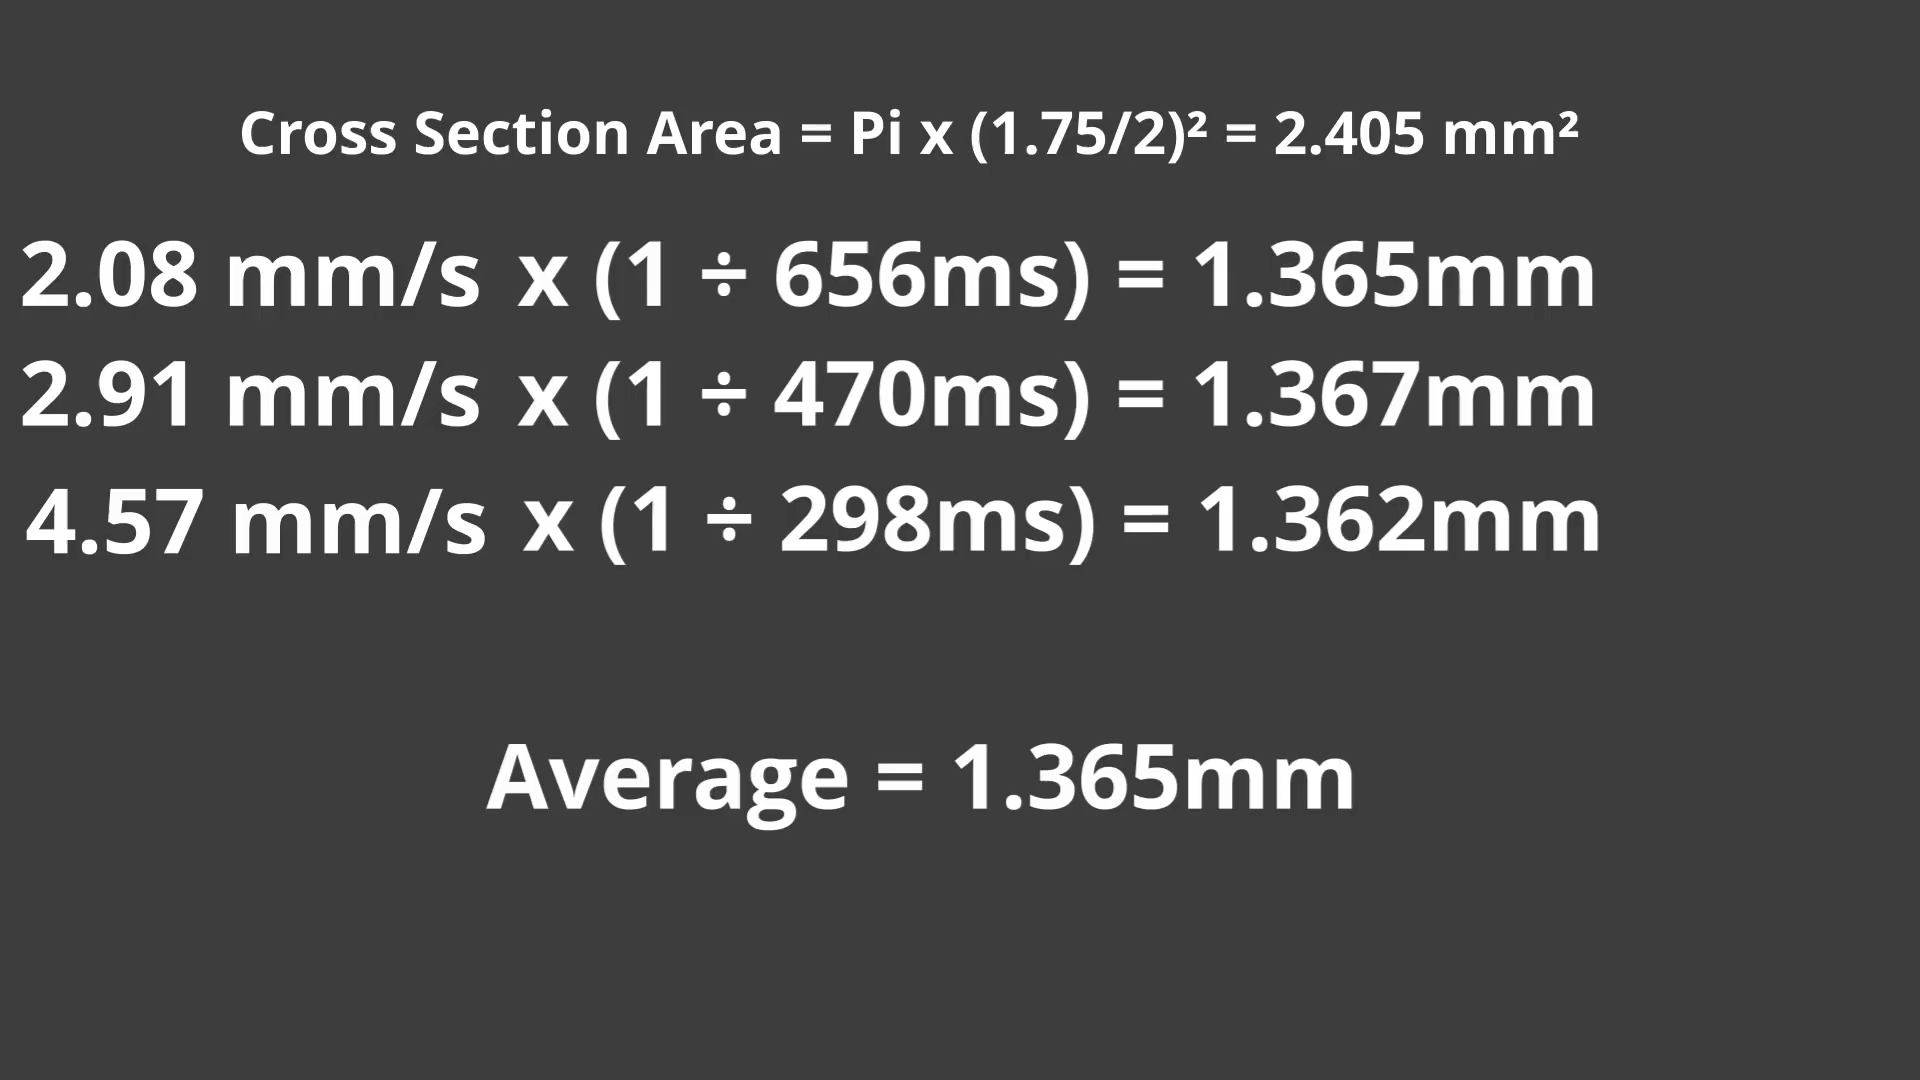 Cross Section Area = Pi x (1.75/2)² = 2.405 mm²
2.08 mm/s x (1 ÷ 656ms) = 1.365mm
2.91 mm/s x (1 ÷ 470ms) = 1.367mm
4.57 mm/s x (1 ÷ 298ms) = 1.362mm
Average = 1.365mm